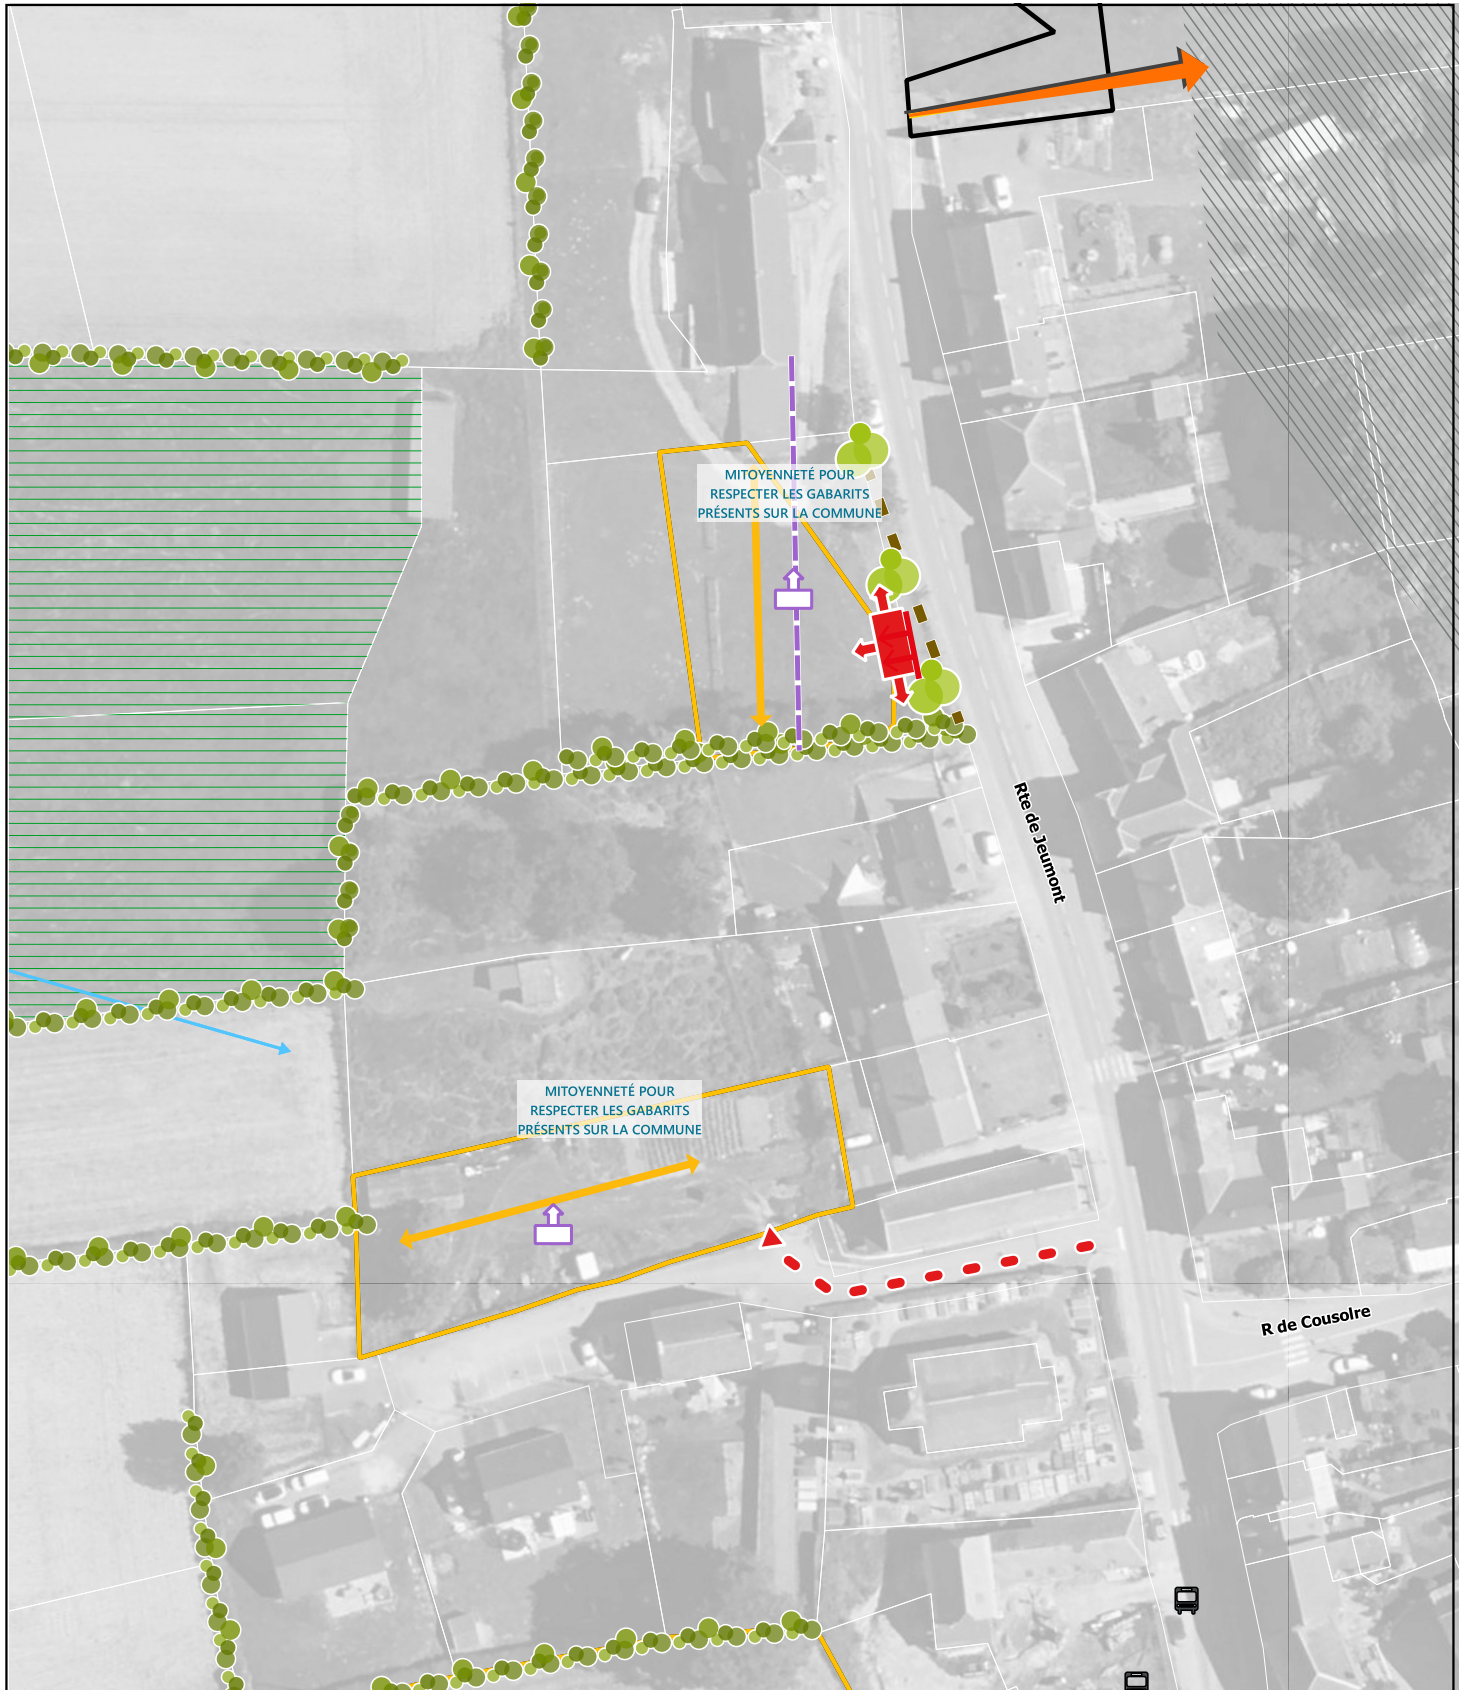 MITOYENNETÉ POUR
RESPECTER LES GABARITS
PRÉSENTS SUR LA COMMUNE
Rte de Jeumont
MITOYENNETÉ POUR
RESPECTER LES GABARITS
PRÉSENTS SUR LA COMMUNE
R de Cousolre